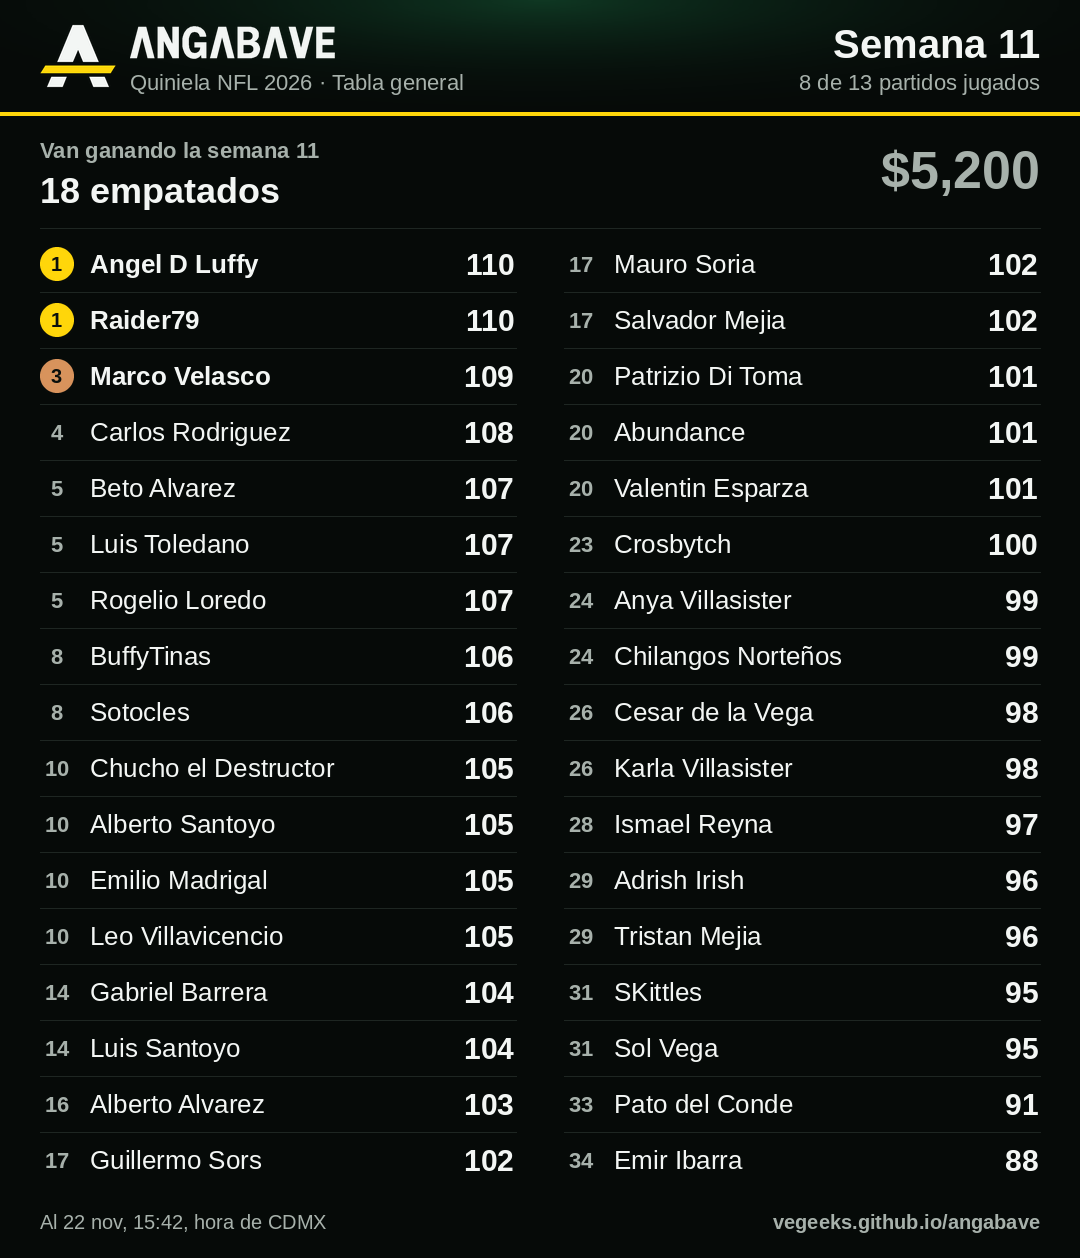 ANGABAVE
Quiniela NFL 2026 · Tabla general
Semana 11
8 de 13 partidos jugados
Van ganando la semana 11
18 empatados
$5,200
1 Angel D Luffy 110
1 Raider79 110
3 Marco Velasco 109
4 Carlos Rodriguez 108
5 Beto Alvarez 107
5 Luis Toledano 107
5 Rogelio Loredo 107
8 BuffyTinas 106
8 Sotocles 106
10 Chucho el Destructor 105
10 Alberto Santoyo 105
10 Emilio Madrigal 105
10 Leo Villavicencio 105
14 Gabriel Barrera 104
14 Luis Santoyo 104
16 Alberto Alvarez 103
17 Guillermo Sors 102
17 Mauro Soria 102
17 Salvador Mejia 102
20 Patrizio Di Toma 101
20 Abundance 101
20 Valentin Esparza 101
23 Crosbytch 100
24 Anya Villasister 99
24 Chilangos Norteños 99
26 Cesar de la Vega 98
26 Karla Villasister 98
28 Ismael Reyna 97
29 Adrish Irish 96
29 Tristan Mejia 96
31 SKittles 95
31 Sol Vega 95
33 Pato del Conde 91
34 Emir Ibarra 88
Al 22 nov, 15:42, hora de CDMX
vegeeks.github.io/angabave